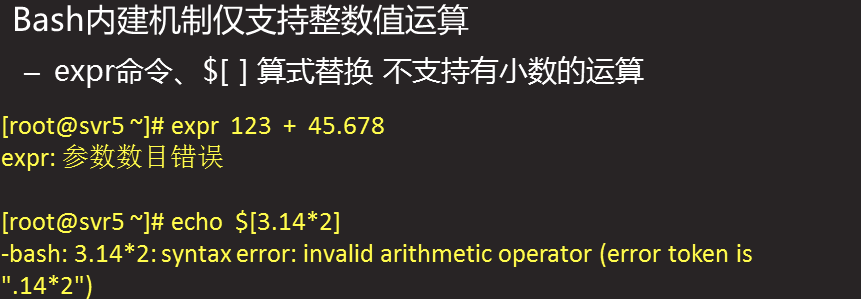 Bash内建机制仅支持整数值运算
– expr命令、$[ ] 算式替换 不支持有小数的运算
[root@svr5 ~]# expr 123 + 45.678
expr: 参数数目错误
[root@svr5 ~]# echo $[3.14*2]
-bash: 3.14*2: syntax error: invalid arithmetic operator (error token is
".14*2")